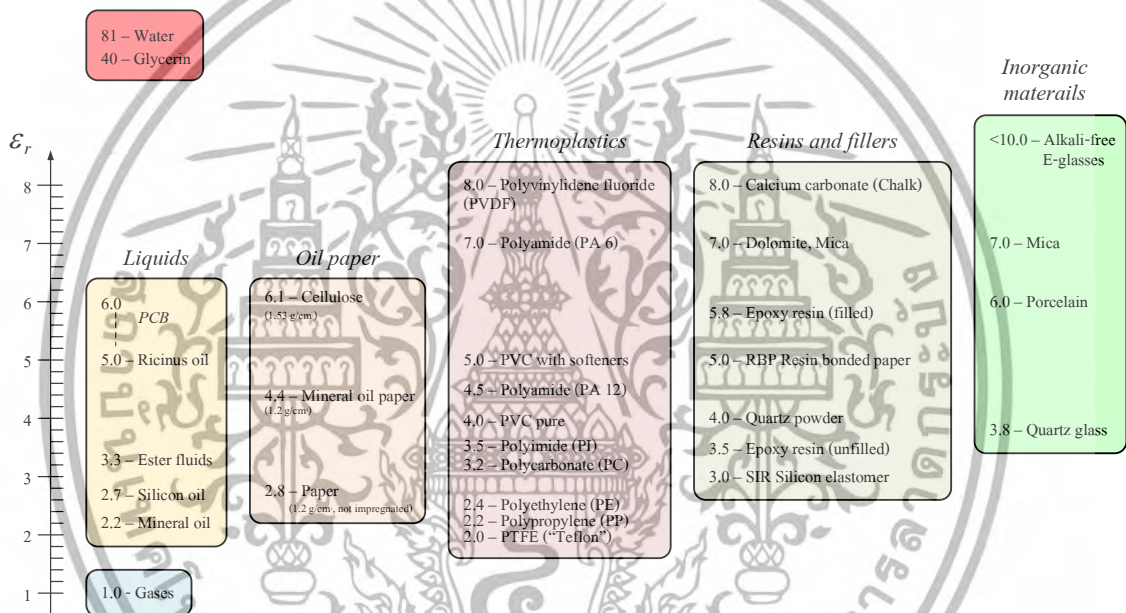 81 – Water
40 – Glycerin
Inorganic
materails
εr
8
7
6
5
4
3
2
1
Liquids
6.0
PCB
5.0 – Ricinus oil
3.3 – Ester fluids
2.7 – Silicon oil
2.2 – Mineral oil
1.0 - Gases
Oil paper
6.1 – Cellulose
(1.53 g/cm)
4.4 – Mineral oil paper
(1.2 g/cm³)
2.8 – Paper
(1.2 g/cm³, not impregnated)
Thermoplastics
8.0 – Polyvinylidene fluoride
(PVDF)
7.0 – Polyamide (PA 6)
5.0 – PVC with softeners
4.5 – Polyamide (PA 12)
4.0 – PVC pure
3.5 – Polyimide (PI)
3.2 – Polycarbonate (PC)
2.4 – Polyethylene (PE)
2.2 – Polypropylene (PP)
2.0 – PTFE (“Teflon”)
Resins and fillers
8.0 – Calcium carbonate (Chalk)
7.0 – Dolomite, Mica
5.8 – Epoxy resin (filled)
5.0 – RBP Resin bonded paper
4.0 – Quartz powder
3.5 – Epoxy resin (unfilled)
3.0 – SIR Silicon elastomer
<10.0 – Alkali-free
E-glasses
7.0 – Mica
6.0 – Porcelain
3.8 – Quartz glass